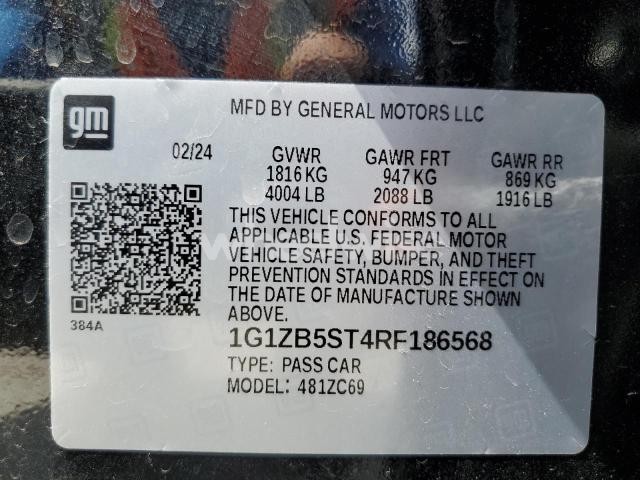 gm
MFD BY GENERAL MOTORS LLC
02/24 GVWR GAWR FRT GAWR RR
1816 KG 947 KG 869 KG
4004 LB 2088 LB 1916 LB
THIS VEHICLE CONFORMS TO ALL
APPLICABLE U.S. FEDERAL MOTOR
VEHICLE SAFETY, BUMPER, AND THEFT
PREVENTION STANDARDS IN EFFECT ON
THE DATE OF MANUFACTURE SHOWN
ABOVE.
384A
1G1ZB5ST4RF186568
TYPE: PASS CAR
MODEL: 481ZC69